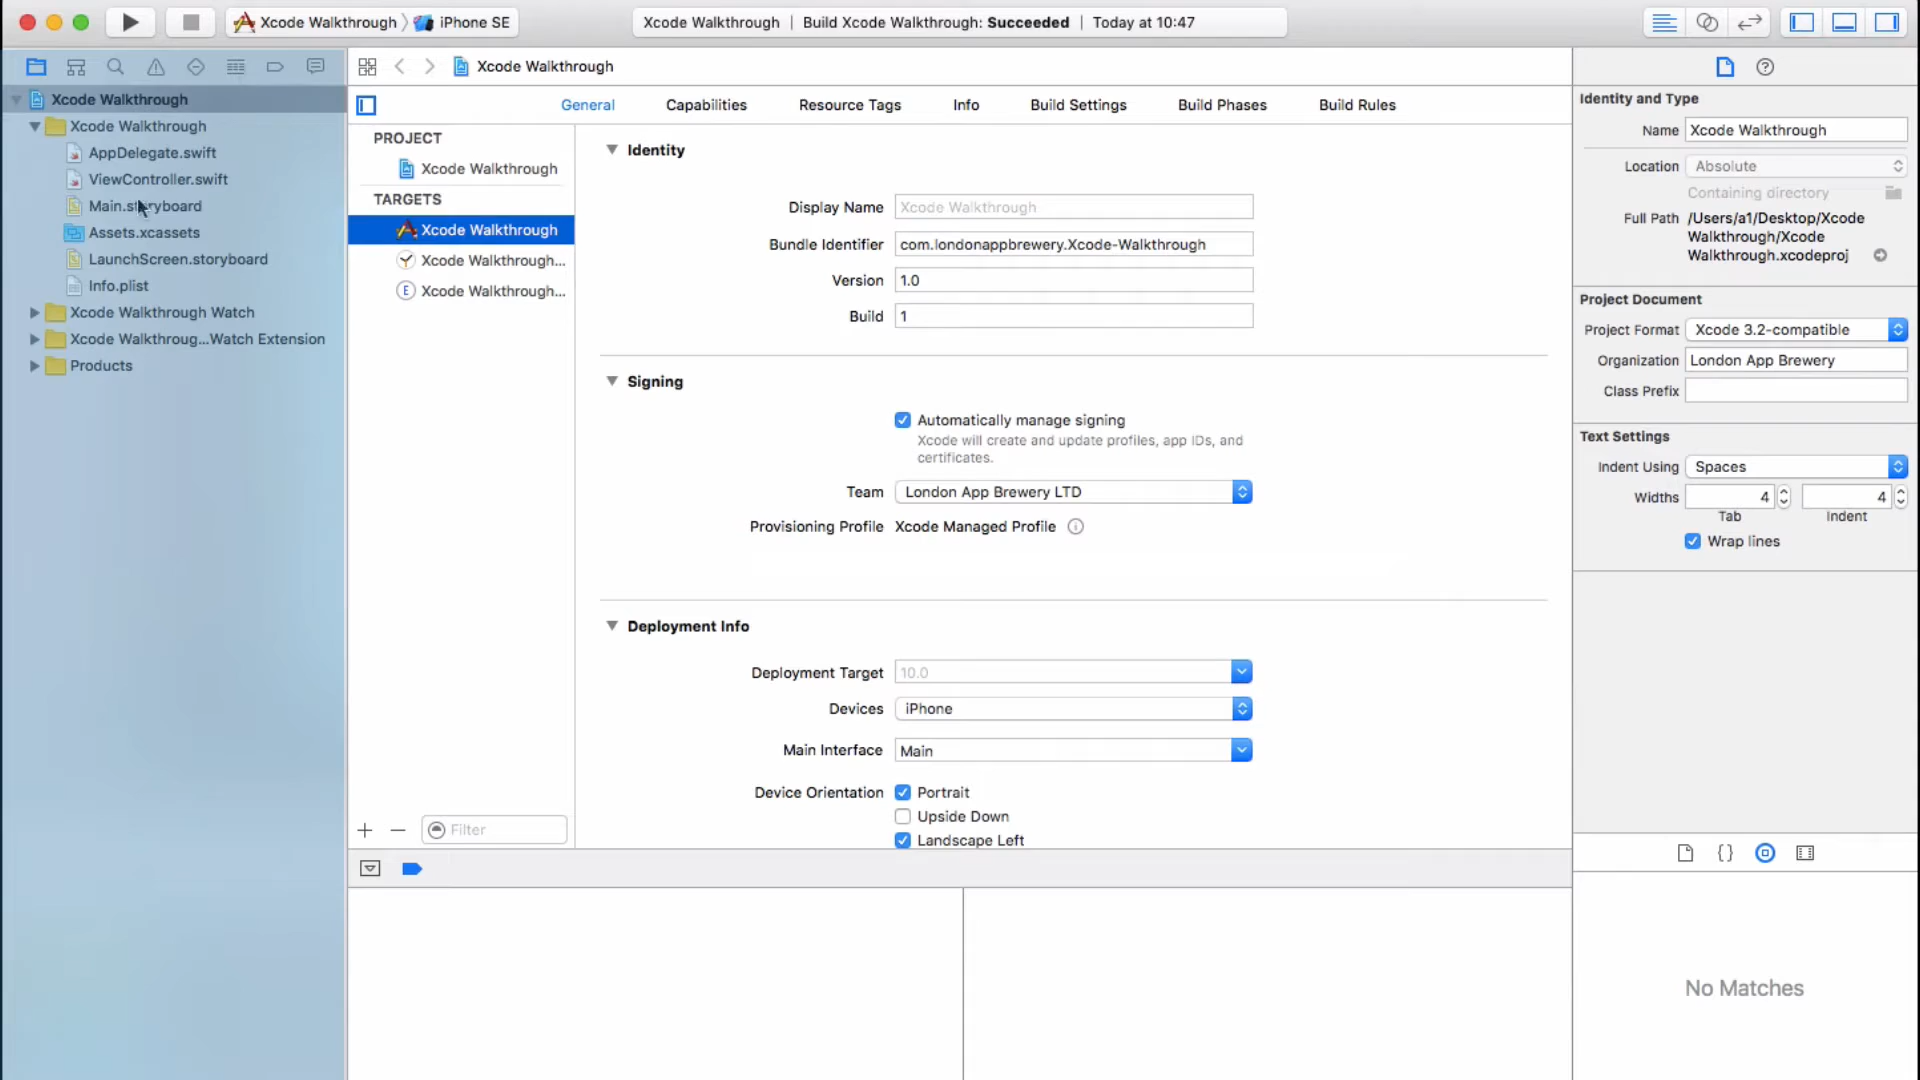 Xcode Walkthrough 〉 iPhone SE
Xcode Walkthrough | Build Xcode Walkthrough: Succeeded | Today at 10:47
Xcode Walkthrough
Xcode Walkthrough
AppDelegate.swift
ViewController.swift
Main.storyboard
Assets.xcassets
LaunchScreen.storyboard
Info.plist
Xcode Walkthrough Watch
Xcode Walkthroug...Watch Extension
Products
Xcode Walkthrough
General Capabilities Resource Tags Info Build Settings Build Phases Build Rules
PROJECT
Xcode Walkthrough
TARGETS
Xcode Walkthrough
Xcode Walkthrough...
E Xcode Walkthrough...
Filter
Identity
Display Name Xcode Walkthrough
Bundle Identifier com.londonappbrewery.Xcode-Walkthrough
Version 1.0
Build 1
Signing
Automatically manage signing
Xcode will create and update profiles, app IDs, and
certificates.
Team London App Brewery LTD
Provisioning Profile Xcode Managed Profile
Deployment Info
Deployment Target 10.0
Devices iPhone
Main Interface Main
Device Orientation Portrait
Upside Down
Landscape Left
Identity and Type
Name Xcode Walkthrough
Location Absolute
Containing directory
Full Path /Users/a1/Desktop/Xcode
Walkthrough/Xcode
Walkthrough.xcodeproj
Project Document
Project Format Xcode 3.2-compatible
Organization London App Brewery
Class Prefix
Text Settings
Indent Using Spaces
Widths 4 4
Tab Indent
Wrap lines
{}
No Matches